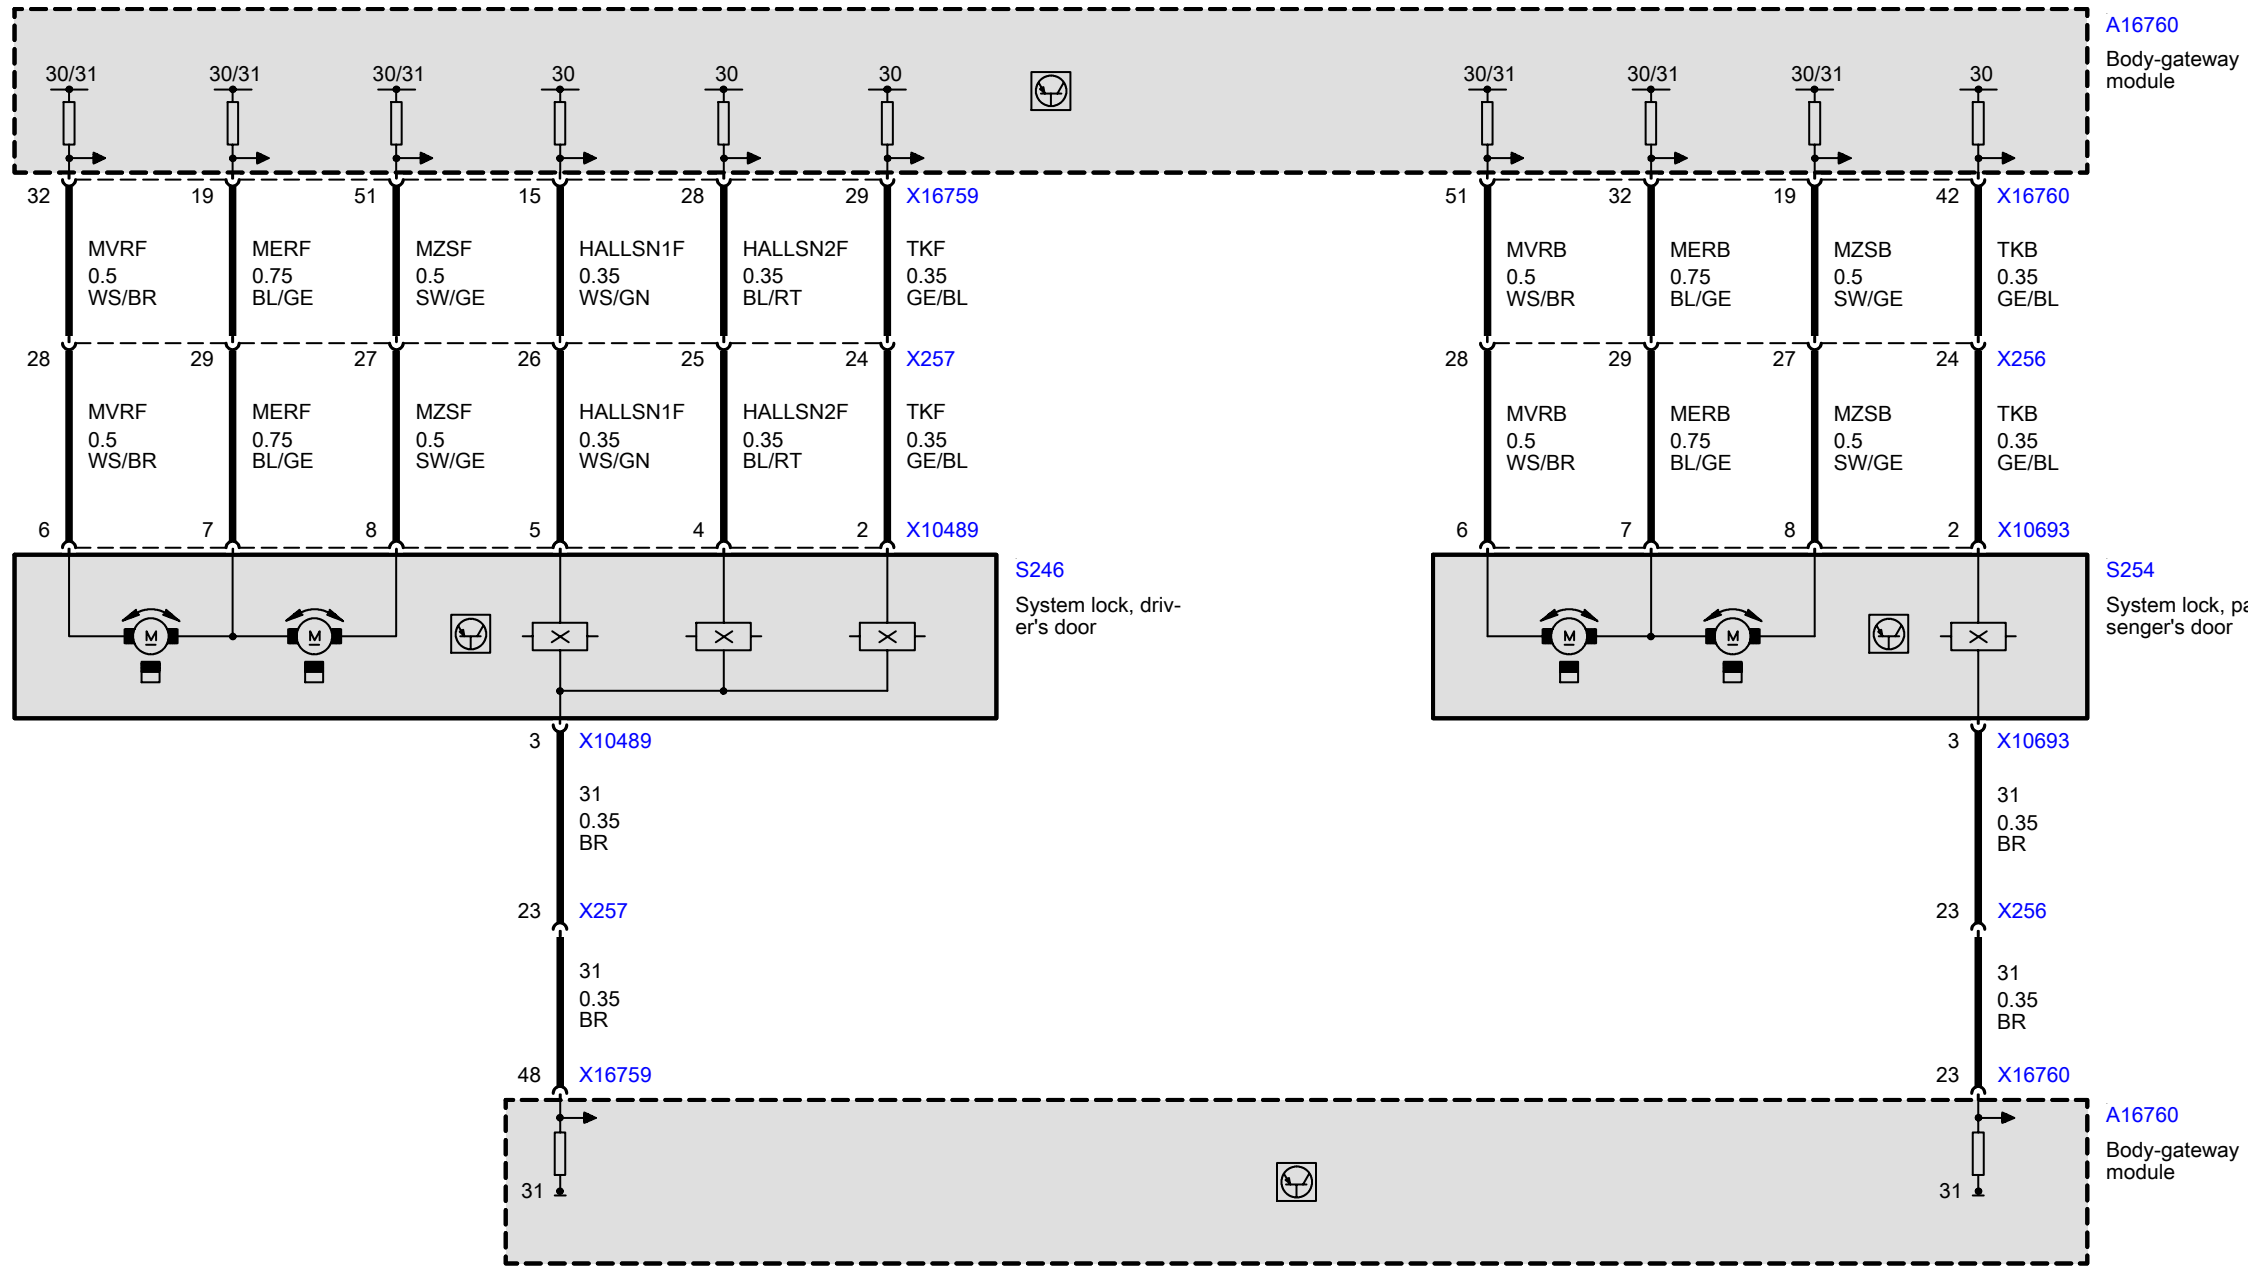 A16760
Body-gateway
module
30/31 30/31 30/31 30 30 30 30/31 30/31 30/31 30
32 19 51 15 28 29 X16759 51 32 19 42 X16760
MVRF MERF MZSF HALLSN1F HALLSN2F TKF MVRB MERB MZSB TKB
0.5 0.75 0.5 0.35 0.35 0.35 0.5 0.75 0.5 0.35
WS/BR BL/GE SW/GE WS/GN BL/RT GE/BL WS/BR BL/GE SW/GE GE/BL
28 29 27 26 25 24 X257 28 29 27 24 X256
MVRF MERF MZSF HALLSN1F HALLSN2F TKF MVRB MERB MZSB TKB
0.5 0.75 0.5 0.35 0.35 0.35 0.5 0.75 0.5 0.35
WS/BR BL/GE SW/GE WS/GN BL/RT GE/BL WS/BR BL/GE SW/GE GE/BL
6 7 8 5 4 2 X10489 6 7 8 2 X10693
S246
System lock, driv-
er's door
S254
System lock, pa
senger's door
M M M M
3 X10489 3 X10693
31 31
0.35 0.35
BR BR
23 X257 23 X256
31 31
0.35 0.35
BR BR
48 X16759 23 X16760
A16760
Body-gateway
module
31 31